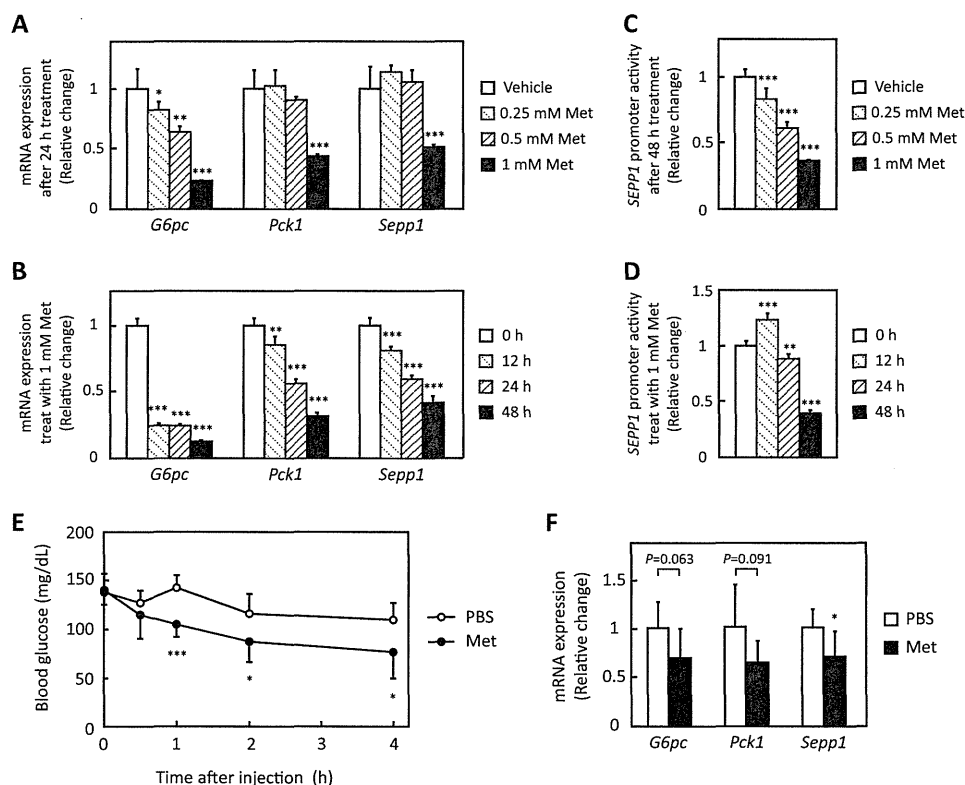 A
mRNA expression
after 24 h treatment
(Relative change)
1
0.5
0
* ** ***
***
***
G6pc Pck1 Sepp1
Vehicle
0.25 mM Met
0.5 mM Met
1 mM Met
C
SEPP1 promoter activity
after 48 h treatment
(Relative change)
1
0.5
0
***
***
***
Vehicle
0.25 mM Met
0.5 mM Met
1 mM Met
B
mRNA expression
treat with 1 mM Met
(Relative change)
1
0.5
0
*** *** ***
** *** ***
*** *** ***
G6pc Pck1 Sepp1
0 h
12 h
24 h
48 h
D
SEPP1 promoter activity
treat with 1 mM Met
(Relative change)
1.5
1
0.5
0
***
**
***
0 h
12 h
24 h
48 h
E
Blood glucose (mg/dL)
200
150
100
50
0
***
*
*
0 1 2 3 4
Time after injection (h)
PBS
Met
F
mRNA expression
(Relative change)
1.5
1
0.5
0
P=0.063 P=0.091
*
G6pc Pck1 Sepp1
PBS
Met